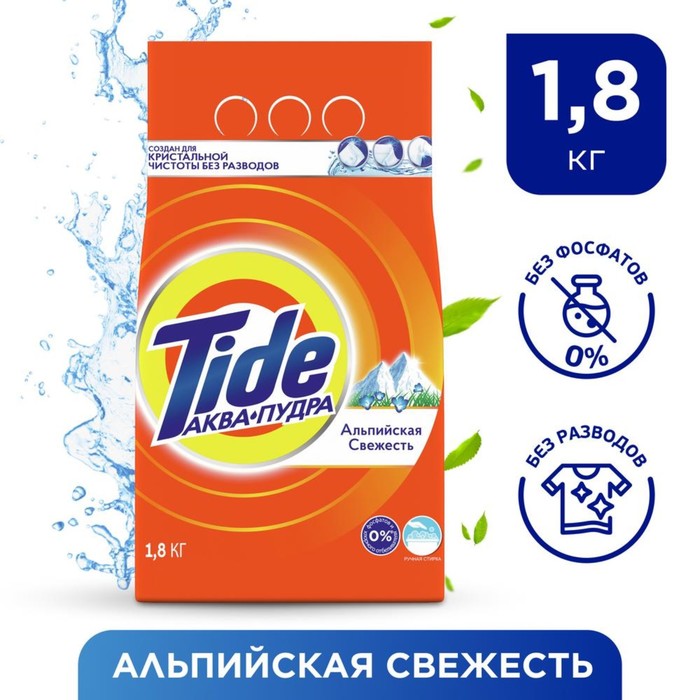 СОЗДАН ДЛЯ
КРИСТАЛЬНОЙ
ЧИСТОТЫ БЕЗ РАЗВОДОВ
Tide
АКВА•ПУДРА
Альпийская
Свежесть
1,8 КГ
0%
РУЧНАЯ СТИРКА
1,8
КГ
БЕЗ ФОСФАТОВ
0%
БЕЗ РАЗВОДОВ
АЛЬПИЙСКАЯ СВЕЖЕСТЬ